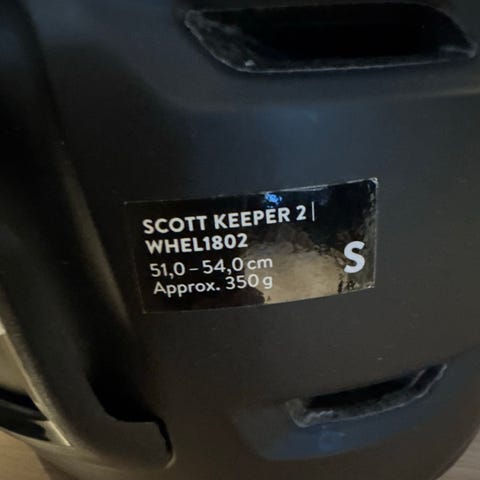 SCOTT KEEPER 2|
WHEL1802
51,0 – 54,0 cm
Approx. 350 g
S